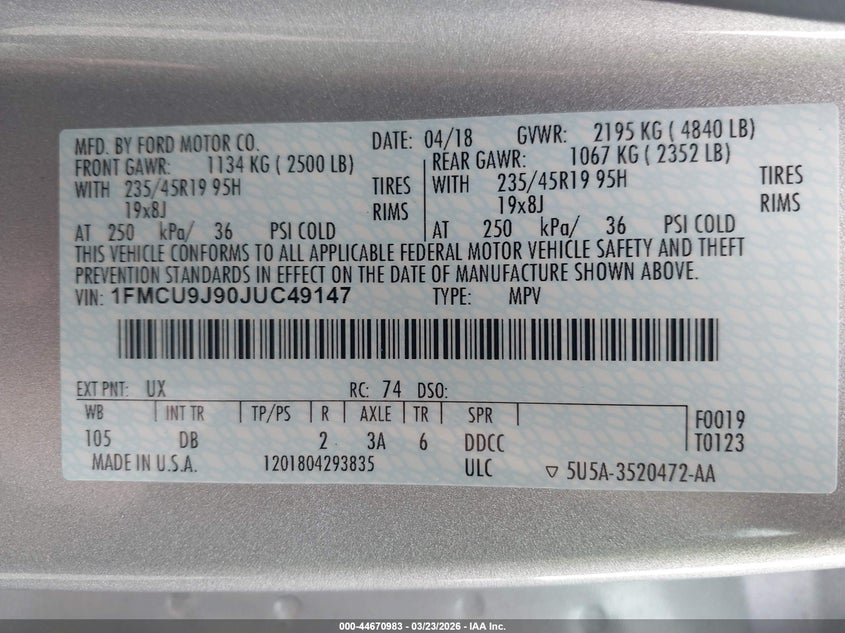 MFD. BY FORD MOTOR CO. DATE: 04/18 GVWR: 2195 KG ( 4840 LB)
FRONT GAWR: 1134 KG ( 2500 LB) REAR GAWR: 1067 KG ( 2352 LB)
WITH 235/45R19 95H TIRES WITH 235/45R19 95H TIRES
19x8J RIMS 19x8J RIMS
AT 250 kPa/ 36 PSI COLD AT 250 kPa/ 36 PSI COLD
THIS VEHICLE CONFORMS TO ALL APPLICABLE FEDERAL MOTOR VEHICLE SAFETY AND THEFT
PREVENTION STANDARDS IN EFFECT ON THE DATE OF MANUFACTURE SHOWN ABOVE.
VIN: 1FMCU9J90JUC49147 TYPE: MPV
EXT PNT: UX RC: 74 DSO:
WB INT TR TP/PS R AXLE TR SPR F0019
105 DB 2 3A 6 DDCC T0123
MADE IN U.S.A. 1201804293835 ULC ▽ 5U5A-3520472-AA
000-44670983 - 03/23/2026 - IAA Inc.